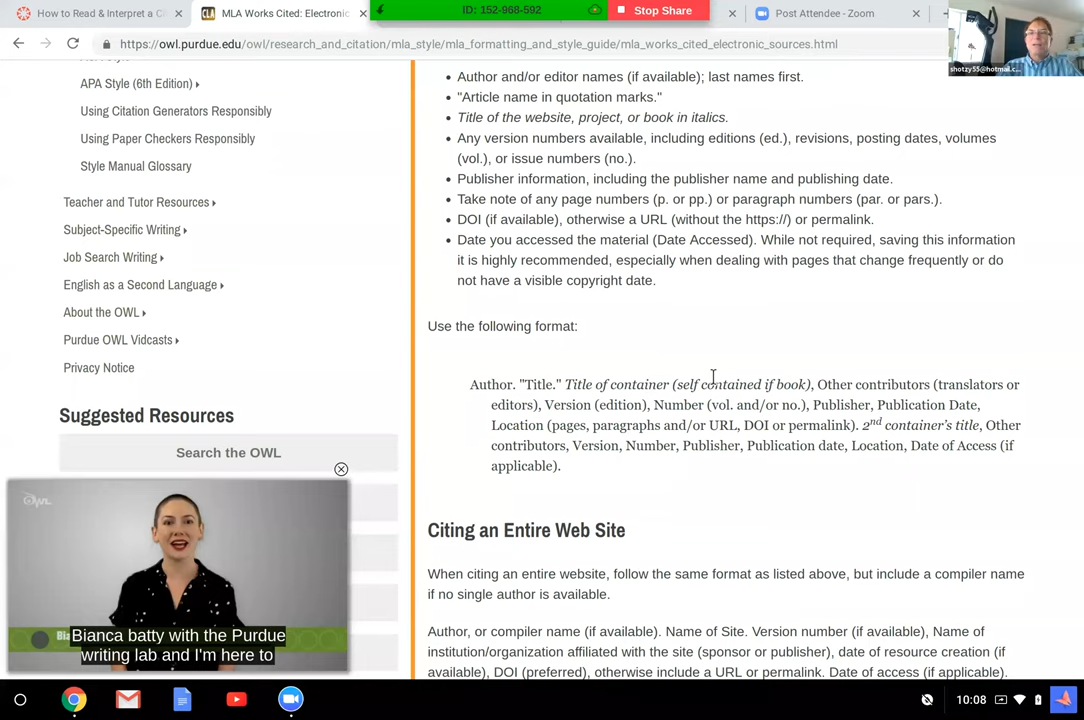 How to Read & Interpret a Ci
MLA Works Cited: Electronic
ID: 152-968-592
Stop Share
Post Attendee - Zoom
https://owl.purdue.edu/owl/research_and_citation/mla_style/mla_formatting_and_style_guide/mla_works_cited_electronic_sources.html
shotzy55@hotmail.c...
APA Style (6th Edition)
Using Citation Generators Responsibly
Using Paper Checkers Responsibly
Style Manual Glossary
Teacher and Tutor Resources
Subject-Specific Writing
Job Search Writing
English as a Second Language
About the OWL
Purdue OWL Vidcasts
Privacy Notice
Suggested Resources
Search the OWL
OWL
Bianca batty with the Purdue
writing lab and I'm here to
Author and/or editor names (if available); last names first.
"Article name in quotation marks."
Title of the website, project, or book in italics.
Any version numbers available, including editions (ed.), revisions, posting dates, volumes
(vol.), or issue numbers (no.).
Publisher information, including the publisher name and publishing date.
Take note of any page numbers (p. or pp.) or paragraph numbers (par. or pars.).
DOI (if available), otherwise a URL (without the https://) or permalink.
Date you accessed the material (Date Accessed). While not required, saving this information
it is highly recommended, especially when dealing with pages that change frequently or do
not have a visible copyright date.
Use the following format:
Author. "Title." Title of container (self contained if book), Other contributors (translators or
editors), Version (edition), Number (vol. and/or no.), Publisher, Publication Date,
Location (pages, paragraphs and/or URL, DOI or permalink). 2nd container's title, Other
contributors, Version, Number, Publisher, Publication date, Location, Date of Access (if
applicable).
Citing an Entire Web Site
When citing an entire website, follow the same format as listed above, but include a compiler name
if no single author is available.
Author, or compiler name (if available). Name of Site. Version number (if available), Name of
institution/organization affiliated with the site (sponsor or publisher), date of resource creation (if
available), DOI (preferred), otherwise include a URL or permalink. Date of access (if applicable).
10:08